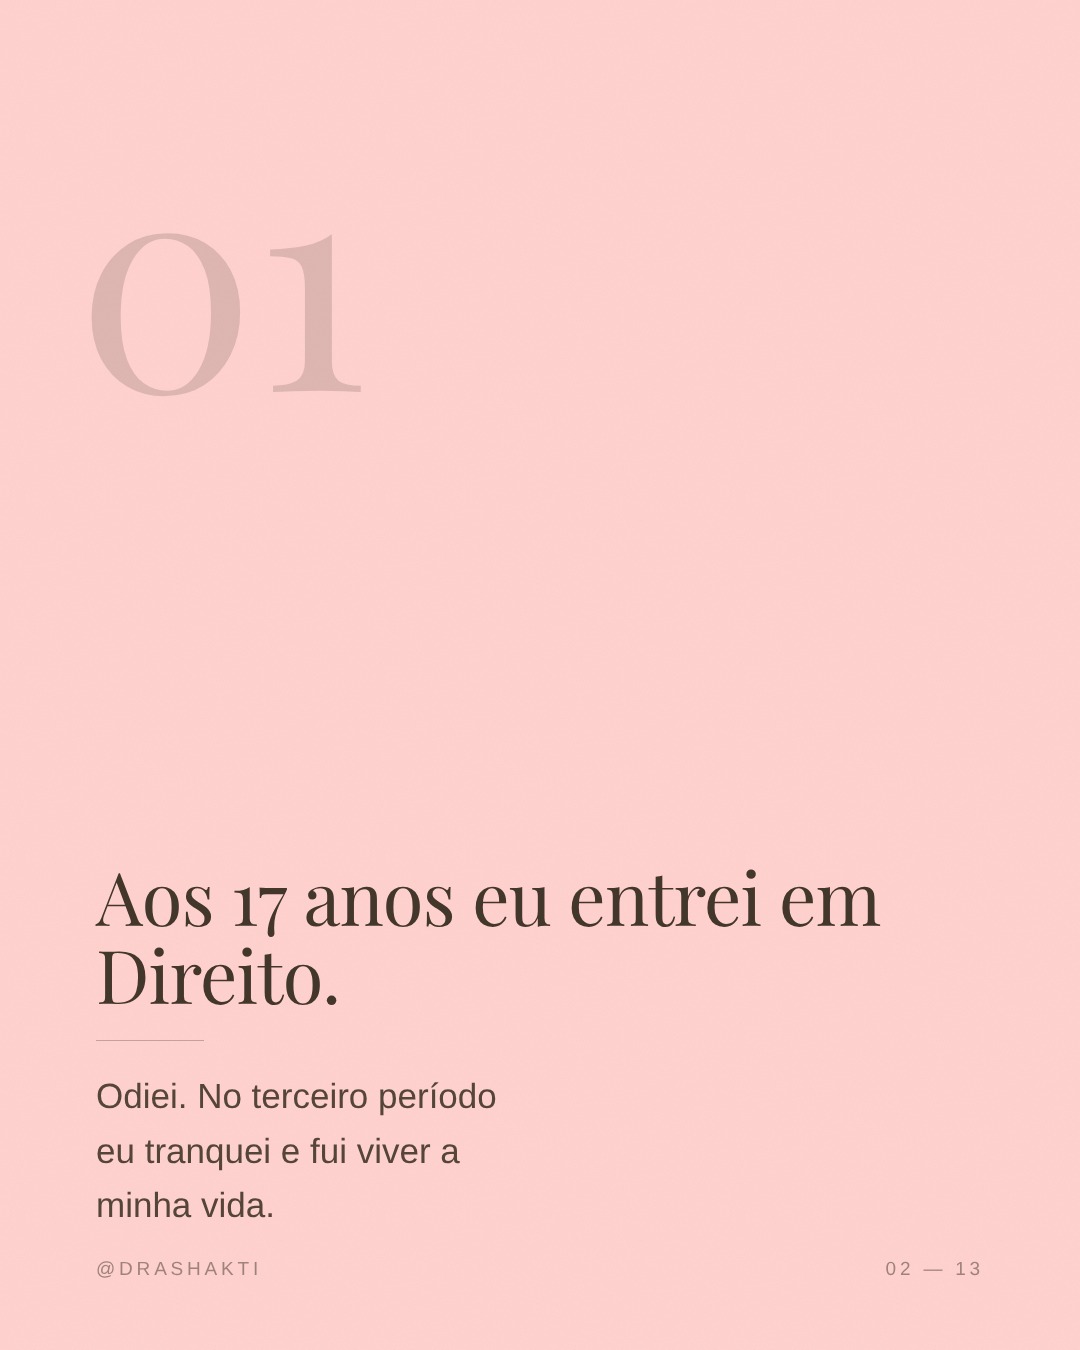 01
Aos 17 anos eu entrei em
Direito.
Odiei. No terceiro período
eu tranquei e fui viver a
minha vida.
@DRASHAKTI
02 — 13